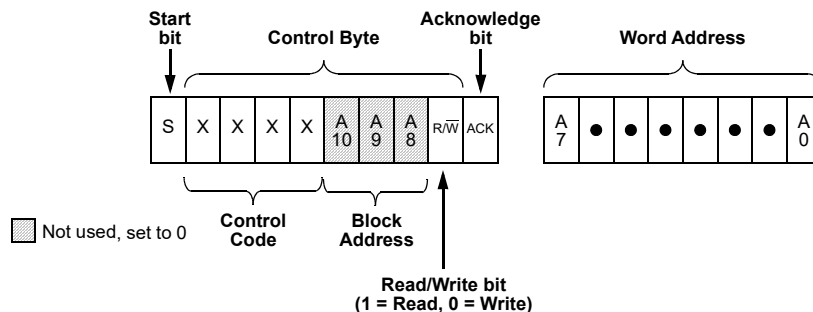 Start
bit
Control Byte
Acknowledge
bit
Word Address
S X X X X A
10 A
9 A
8 R/W̅ ACK
A
7 ● ● ● ● ● ● A
0
Control
Code
Block
Address
Not used, set to 0
Read/Write bit
(1 = Read, 0 = Write)